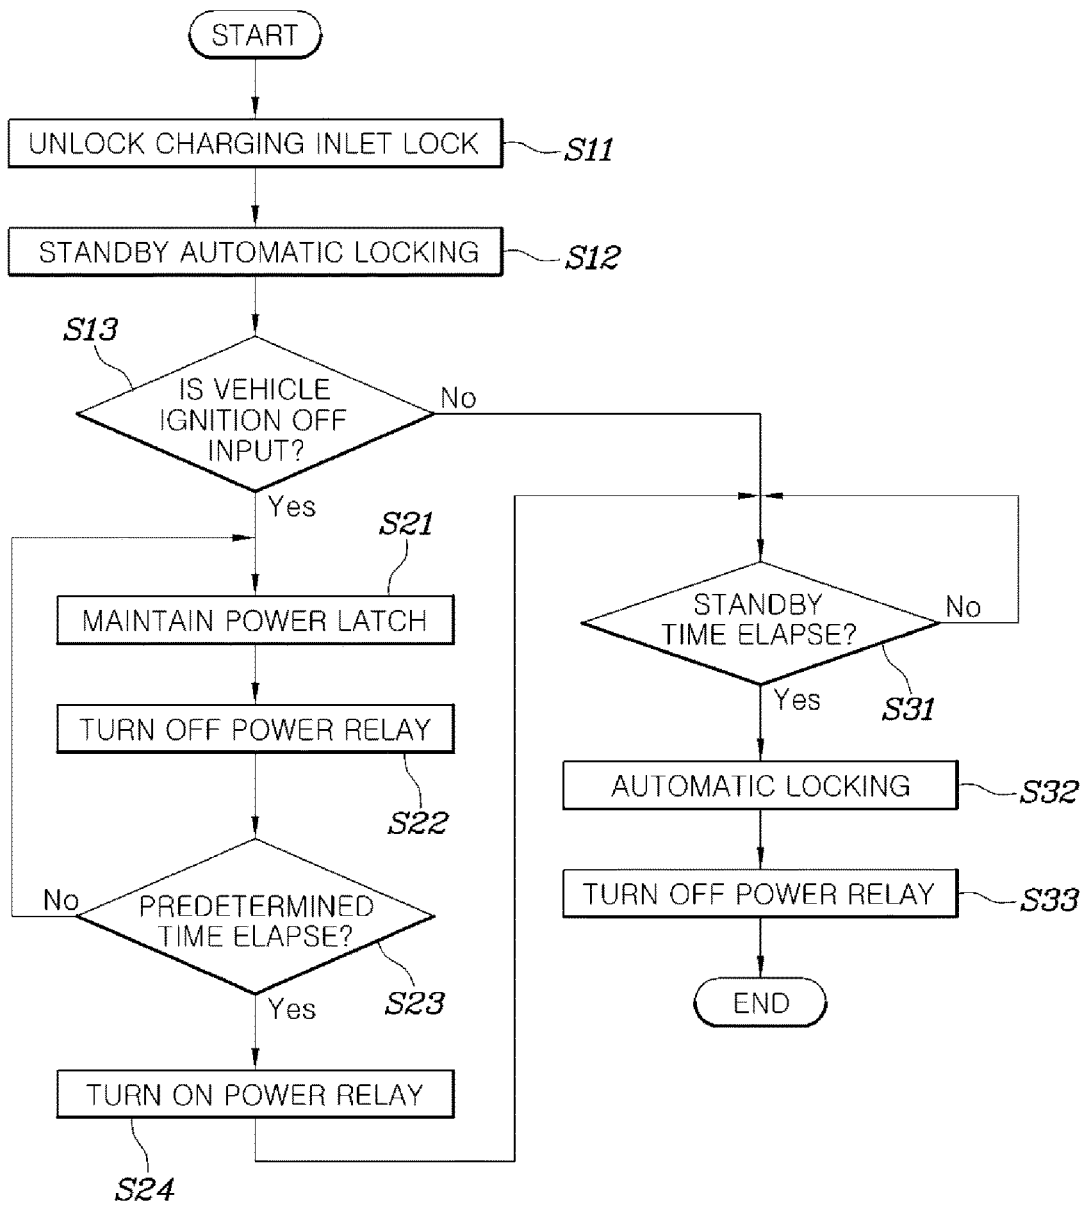 START
UNLOCK CHARGING INLET LOCK
S11
STANDBY AUTOMATIC LOCKING
S12
S13
IS VEHICLE
IGNITION OFF
INPUT?
No
Yes
S21
MAINTAIN POWER LATCH
TURN OFF POWER RELAY
S22
PREDETERMINED
TIME ELAPSE?
No
S23
Yes
TURN ON POWER RELAY
S24
STANDBY
TIME ELAPSE?
No
S31
Yes
AUTOMATIC LOCKING
S32
TURN OFF POWER RELAY
S33
END